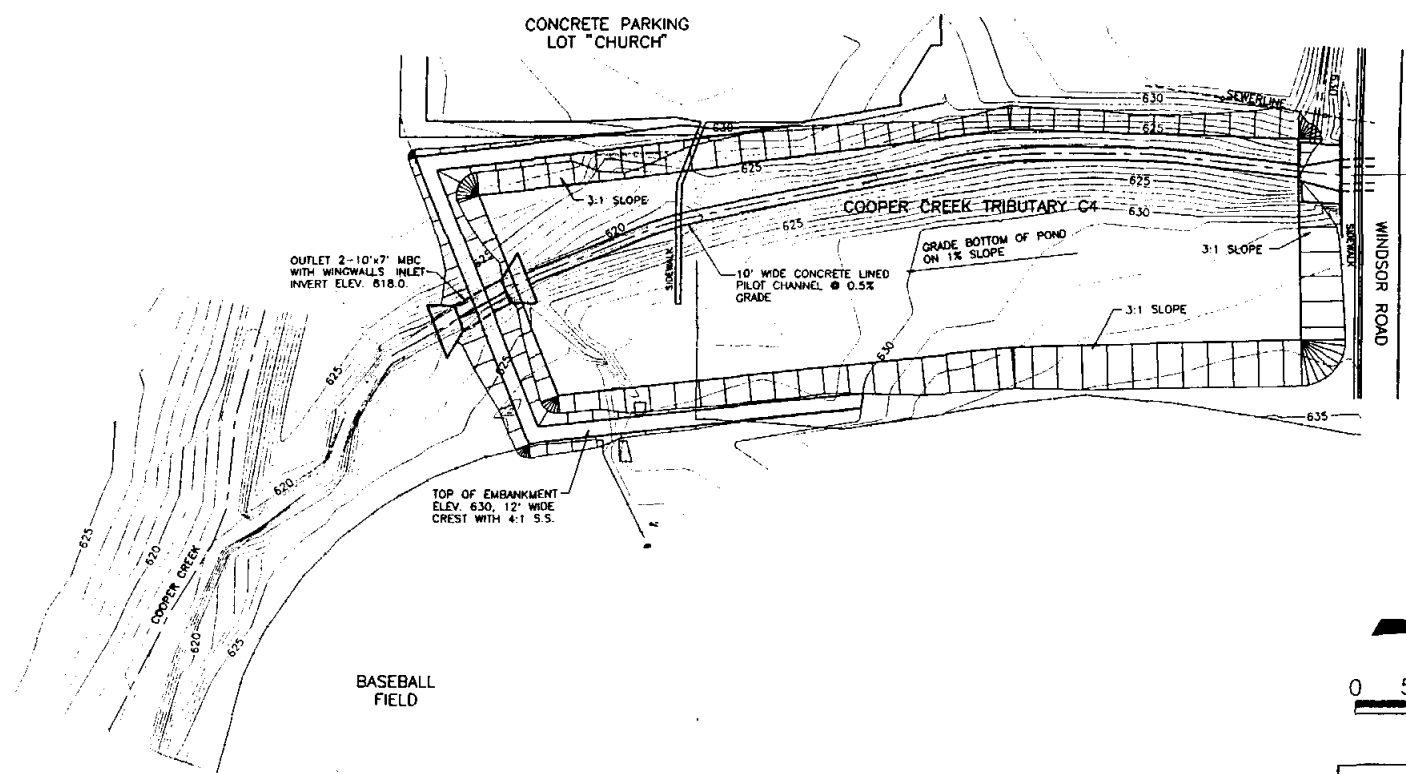 CONCRETE PARKING
LOT "CHURCH"
630
SEWERLINE
630
630
625
625
625
3:1 SLOPE
COOPER CREEK TRIBUTARY C4
630
620
625
625
GRADE BOTTOM OF POND
ON 1% SLOPE
3:1 SLOPE
SIDEWALK
WINDSOR ROAD
OUTLET 2-10'x7' MBC
WITH WINGWALLS INLET
INVERT ELEV. 618.0.
SIDEWALK
10' WIDE CONCRETE LINED
PILOT CHANNEL @ 0.5%
GRADE
3:1 SLOPE
630
625
625
635
620
TOP OF EMBANKMENT
ELEV. 630, 12' WIDE
CREST WITH 4:1 S.S.
625
620
COOPER CREEK
620
625
BASEBALL
FIELD
0 5